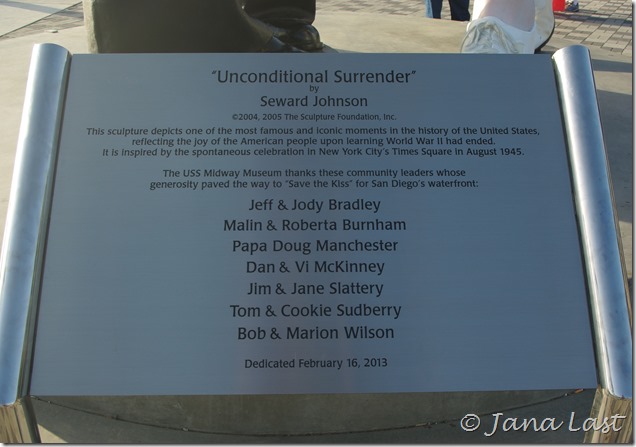 "Unconditional Surrender"
by
Seward Johnson
©2004, 2005 The Sculpture Foundation, Inc.
This sculpture depicts one of the most famous and iconic moments in the history of the United States,
reflecting the joy of the American people upon learning World War II had ended.
It is inspired by the spontaneous celebration in New York City's Times Square in August 1945.
The USS Midway Museum thanks these community leaders whose
generosity paved the way to "Save the Kiss" for San Diego's waterfront:
Jeff & Jody Bradley
Malin & Roberta Burnham
Papa Doug Manchester
Dan & Vi McKinney
Jim & Jane Slattery
Tom & Cookie Sudberry
Bob & Marion Wilson
Dedicated February 16, 2013
© Jana Last